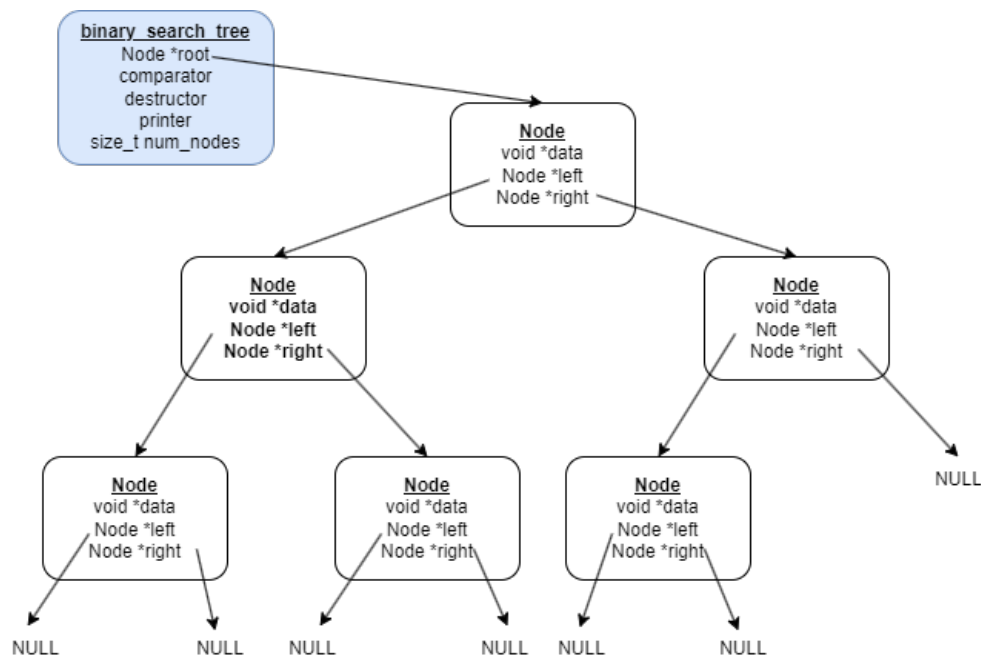 binary_search_tree
Node *root
comparator
destructor
printer
size_t num_nodes
Node
void *data
Node *left
Node *right
Node
void *data
Node *left
Node *right
Node
void *data
Node *left
Node *right
Node
void *data
Node *left
Node *right
Node
void *data
Node *left
Node *right
Node
void *data
Node *left
Node *right
NULL
NULL
NULL
NULL
NULL
NULL
NULL